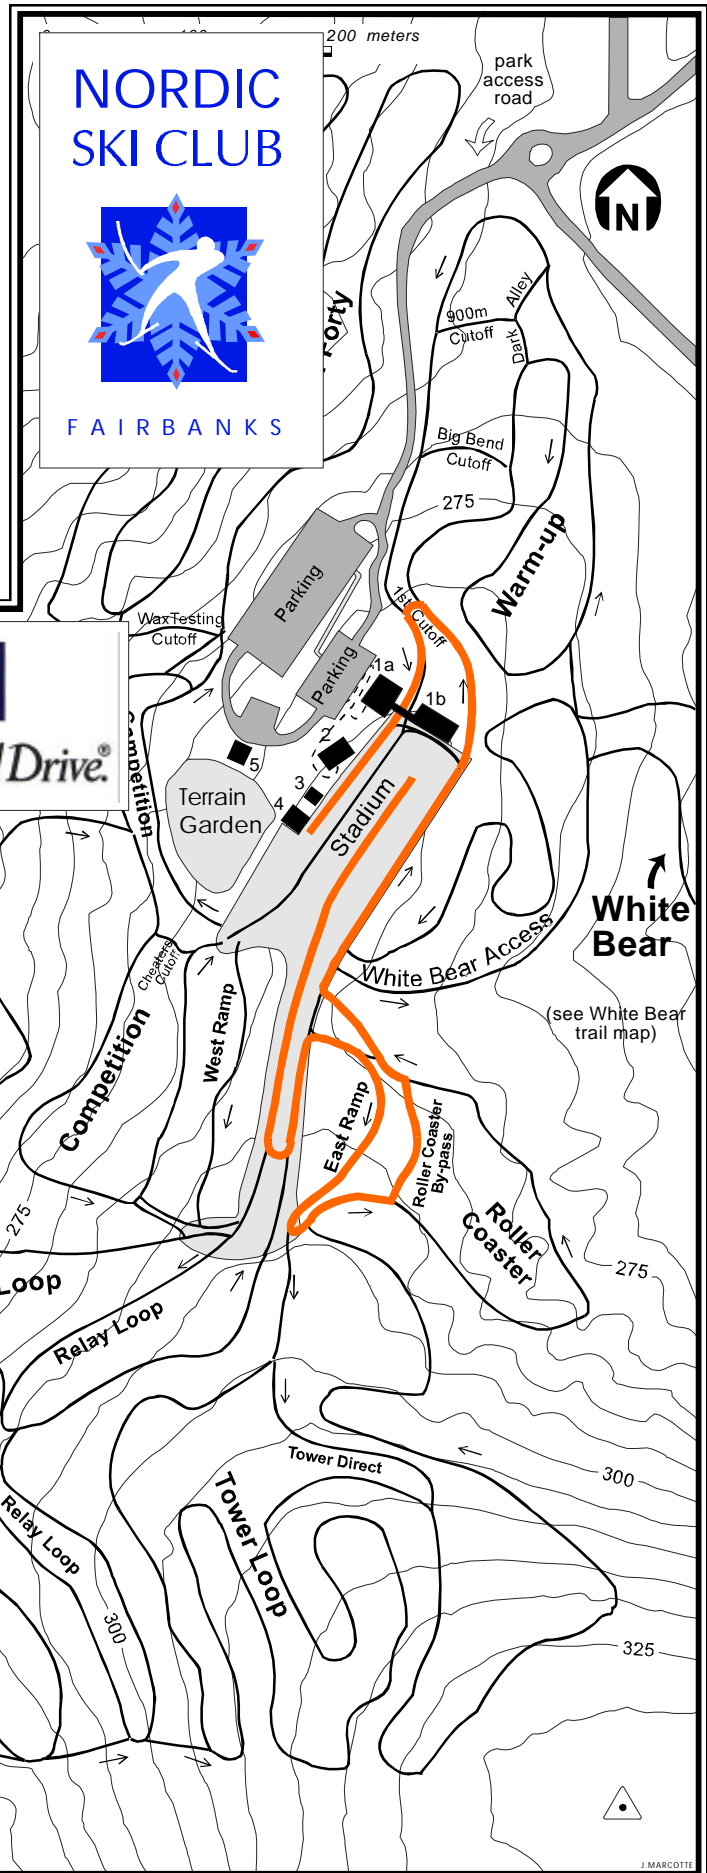 200 meters
NORDIC
SKI CLUB
FAIRBANKS
park
access
road
N
Forty
900m
Cutoff
Dark Alley
Big Bend
Cutoff
275
Warm-up
Parking
Parking
1st Cutoff
Wax Testing
Cutoff
1a
1b
2
3
4
5
Drive.®
Competition
Terrain
Garden
Stadium
White
Bear
White Bear Access
(see White Bear
trail map)
Cheaters
Cutoff
West Ramp
Competition
East Ramp
Roller Coaster
By-pass
Roller
Coaster
275
275
Loop
Relay Loop
Tower Direct
300
Tower Loop
Relay Loop
300
325
J.MARCOTTE